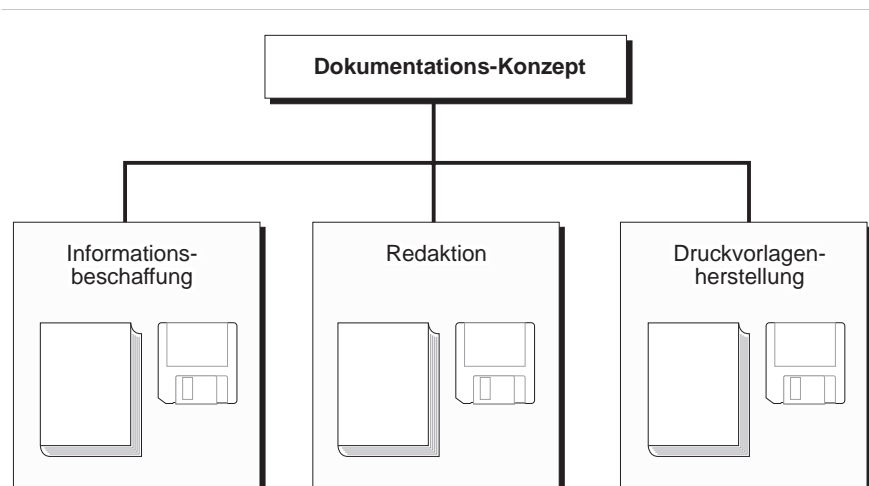 Dokumentations-Konzept
Informations-
beschaffung
Redaktion
Druckvorlagen-
herstellung